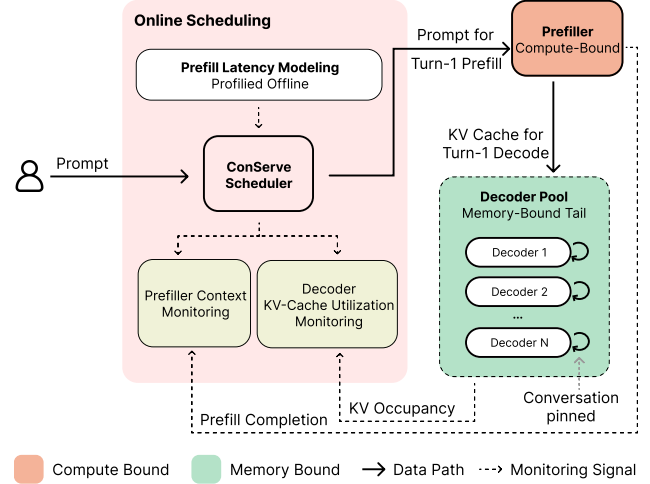 Online Scheduling
Prefill Latency Modeling
Profilied Offline
Prompt
ConServe
Scheduler
Prefiller Context
Monitoring
Decoder
KV-Cache Utilization
Monitoring
Prompt for
Turn-1 Prefill
Prefiller
Compute-Bound
KV Cache for
Turn-1 Decode
Decoder Pool
Memory-Bound Tail
Decoder 1
Decoder 2
...
Decoder N
Conversation
pinned
KV Occupancy
Prefill Completion
Compute Bound
Memory Bound
Data Path
Monitoring Signal